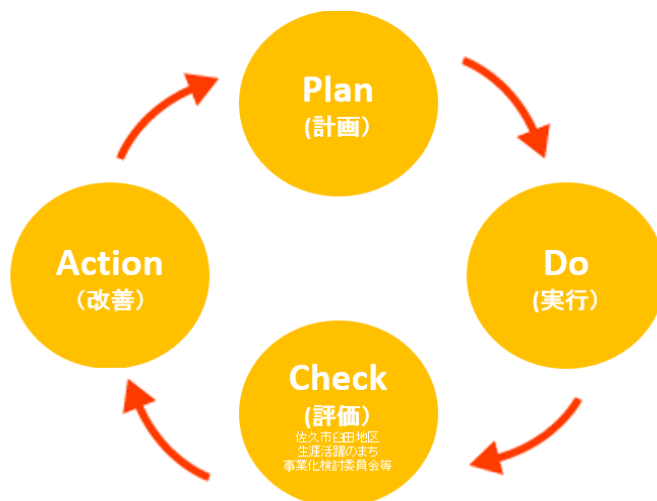 Plan
(計画）
Do
(実行）
Check
(評価）
佐久市臼田地区
生涯活躍のまち
事業化検討委員会等
Action
（改善）